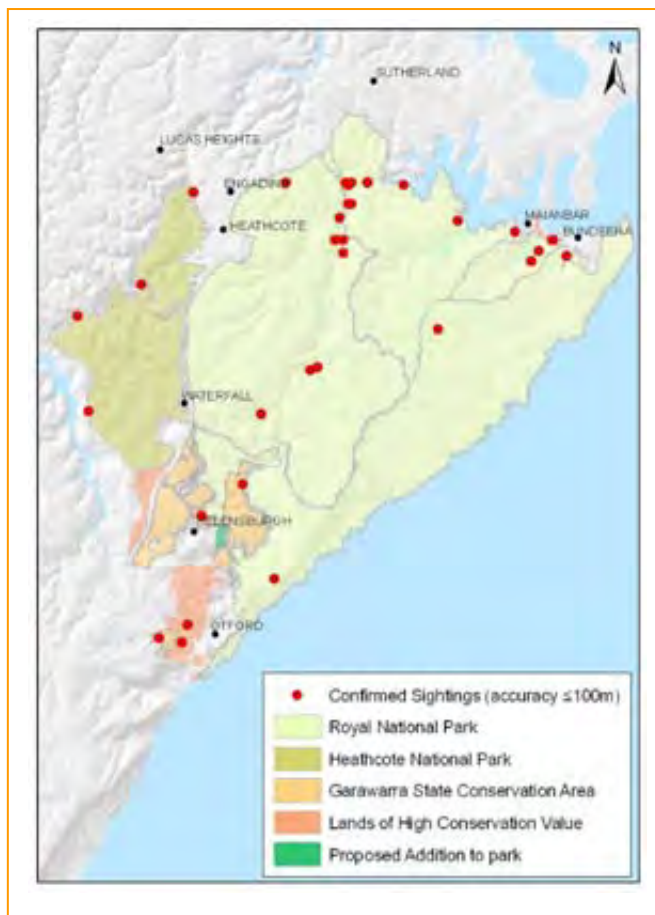 N
SUTHERLAND
LUCAS HEIGHTS
ENGADINE
HEATHCOTE
MAIANBAR
BUNDEENA
WATERFALL
HELENSBURGH
OTFORD
Confirmed Sightings (accuracy ≤100m)
Royal National Park
Heathcote National Park
Garawarra State Conservation Area
Lands of High Conservation Value
Proposed Addition to park